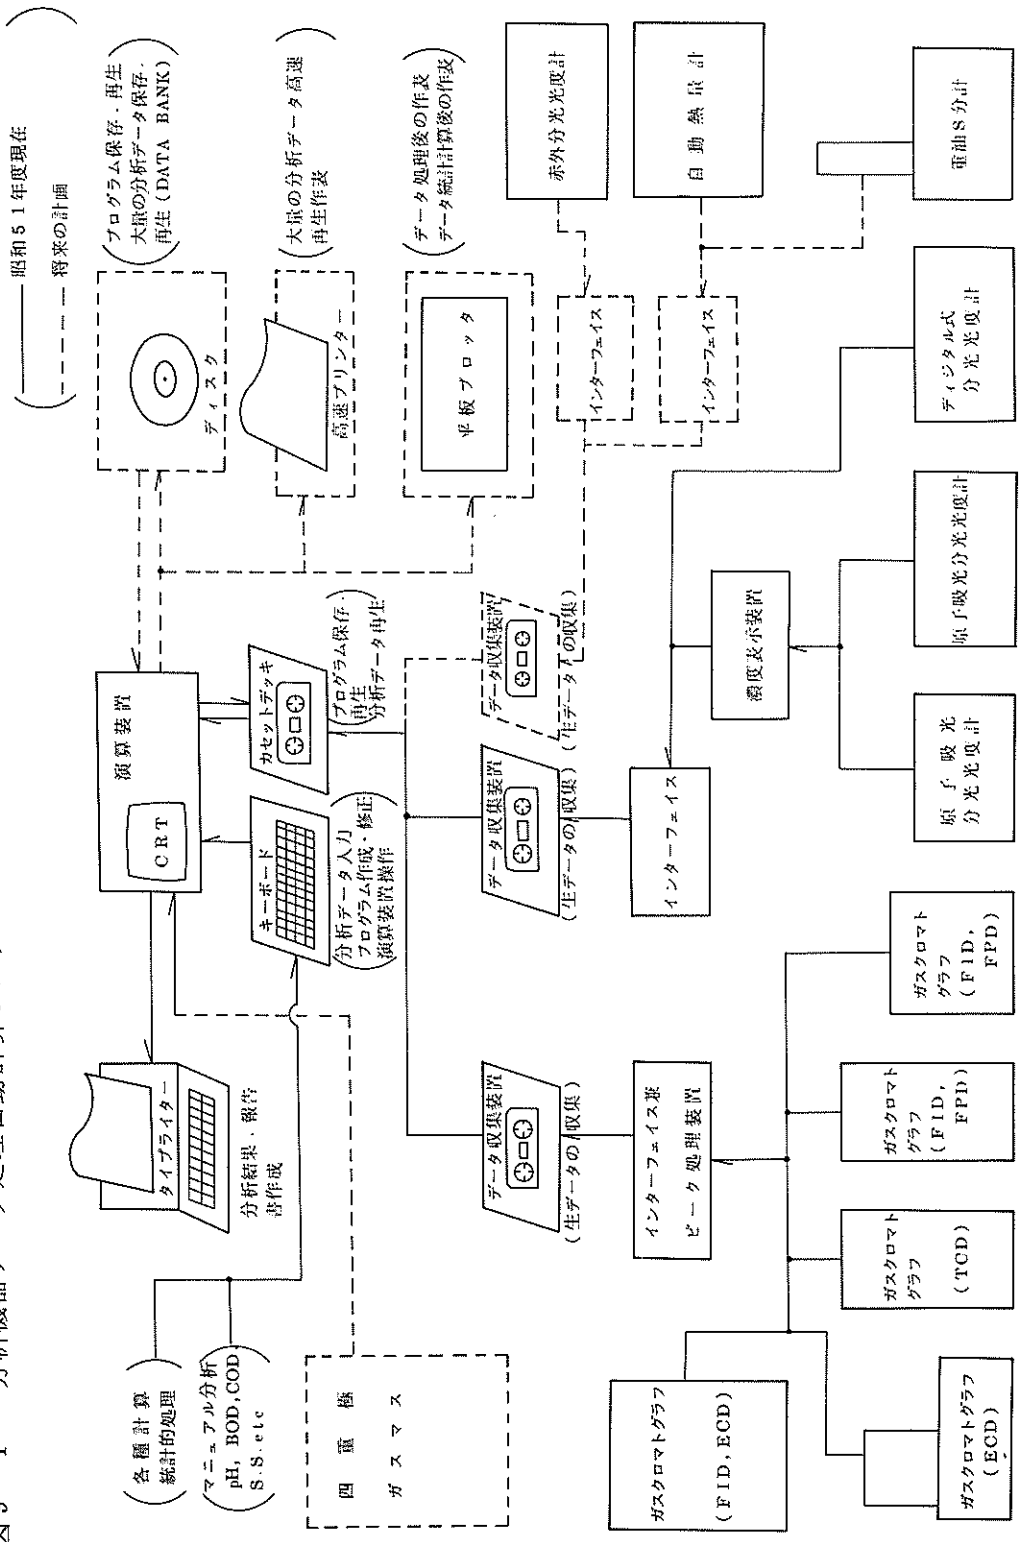 昭和51年度現在
将来の計画
プログラム保存・再生
大量の分析データ保存・
再生(DATA BANK)
ディスク
大量の分析データ高速
再生作表
高速プリンター
データ処理後の作表
データ統計計算後の作表
平板プロッタ
演算装置
CRT
カセットデッキ
プログラム保存・
再生
分析データ再生
キーボード
分析データ入力
プログラム作成・修正
演算装置操作
タイプライター
分析結果・報告
書作成
各種計算
統計的処理
マニュアル分析
pH, BOD, COD,
S.S. etc
四重極
ガスマス
データ収集装置
(生データの収集)
データ収集装置
(生データの収集)
データ収集装置
(生データの収集)
インターフェイス兼
ピーク処理装置
インターフェイス
インターフェイス
インターフェイス
赤外分光光度計
自動熱量計
重油S分計
濃度表示装置
ディジタル式
分光光度計
原子吸光分光光度計
原子吸光
分光光度計
ガスクロマト
グラフ
(FID,
FPD)
ガスクロマト
グラフ
(FID,
FPD)
ガスクロマト
グラフ
(TCD)
ガスクロマトグラフ
(FID, ECD)
ガスクロマトグラフ
(ECD)